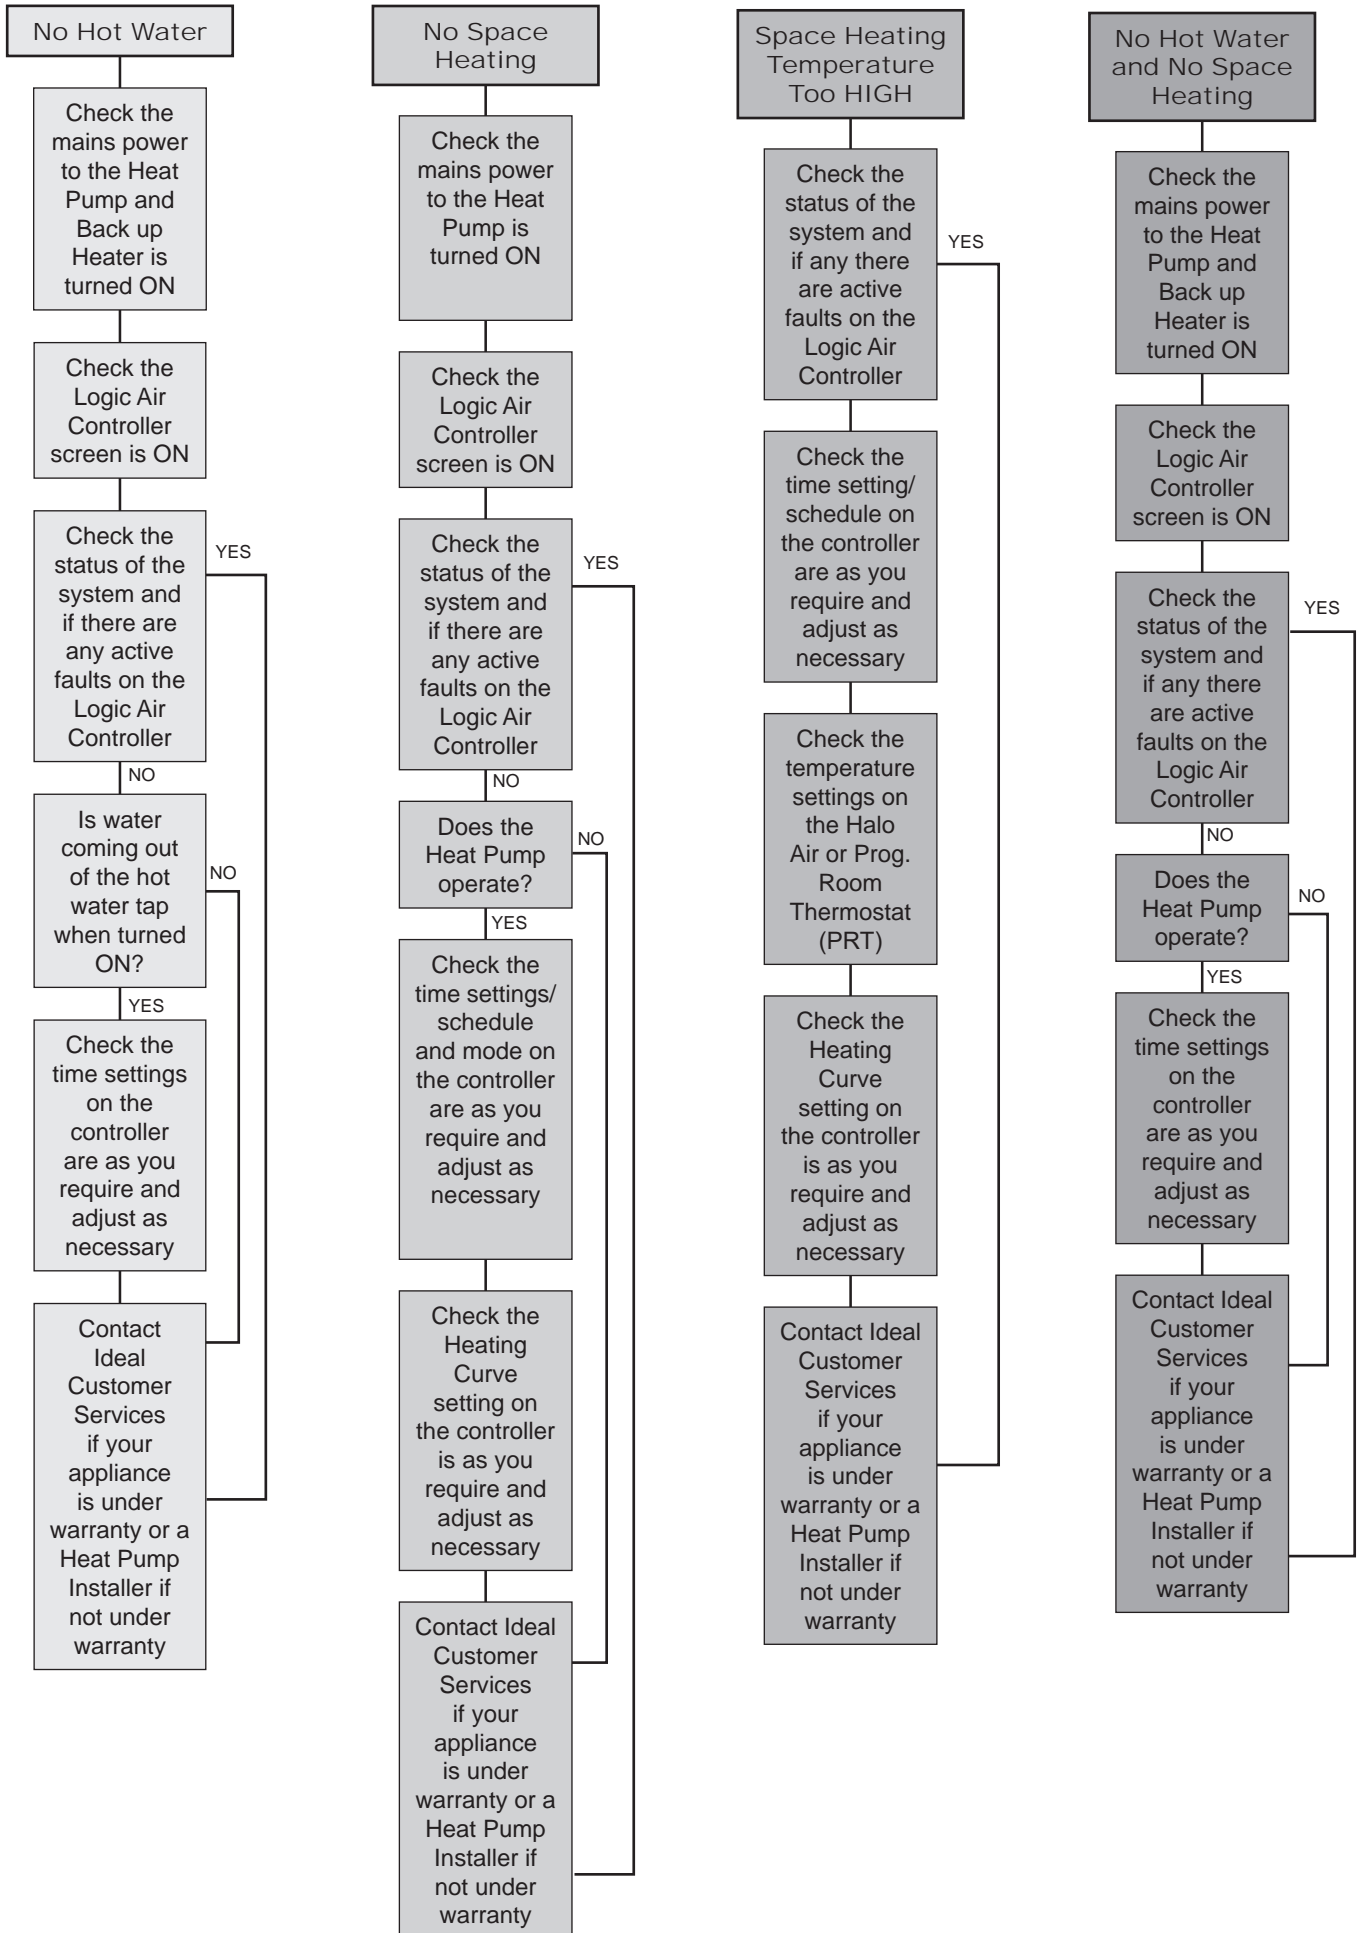 No Hot Water
Check the
mains power
to the Heat
Pump and
Back up
Heater is
turned ON
Check the
Logic Air
Controller
screen is ON
Check the
status of the
system and
if there are
any active
faults on the
Logic Air
Controller
YES
NO
Is water
coming out
of the hot
water tap
when turned
ON?
NO
YES
Check the
time settings
on the
controller
are as you
require and
adjust as
necessary
Contact
Ideal
Customer
Services
if your
appliance
is under
warranty or a
Heat Pump
Installer if
not under
warranty
No Space
Heating
Check the
mains power
to the Heat
Pump is
turned ON
Check the
Logic Air
Controller
screen is ON
Check the
status of the
system and
if there are
any active
faults on the
Logic Air
Controller
YES
NO
Does the
Heat Pump
operate?
NO
YES
Check the
time settings/
schedule
and mode on
the controller
are as you
require and
adjust as
necessary
Check the
Heating
Curve
setting on
the controller
is as you
require and
adjust as
necessary
Contact Ideal
Customer
Services
if your
appliance
is under
warranty or a
Heat Pump
Installer if
not under
warranty
Space Heating
Temperature
Too HIGH
Check the
status of the
system and
if any there
are active
faults on the
Logic Air
Controller
YES
Check the
time setting/
schedule on
the controller
are as you
require and
adjust as
necessary
Check the
temperature
settings on
the Halo
Air or Prog.
Room
Thermostat
(PRT)
Check the
Heating
Curve
setting on
the controller
is as you
require and
adjust as
necessary
Contact Ideal
Customer
Services
if your
appliance
is under
warranty or a
Heat Pump
Installer if
not under
warranty
No Hot Water
and No Space
Heating
Check the
mains power
to the Heat
Pump and
Back up
Heater is
turned ON
Check the
Logic Air
Controller
screen is ON
Check the
status of the
system and
if any there
are active
faults on the
Logic Air
Controller
YES
NO
Does the
Heat Pump
operate?
NO
YES
Check the
time settings
on the
controller
are as you
require and
adjust as
necessary
Contact Ideal
Customer
Services
if your
appliance
is under
warranty or a
Heat Pump
Installer if
not under
warranty